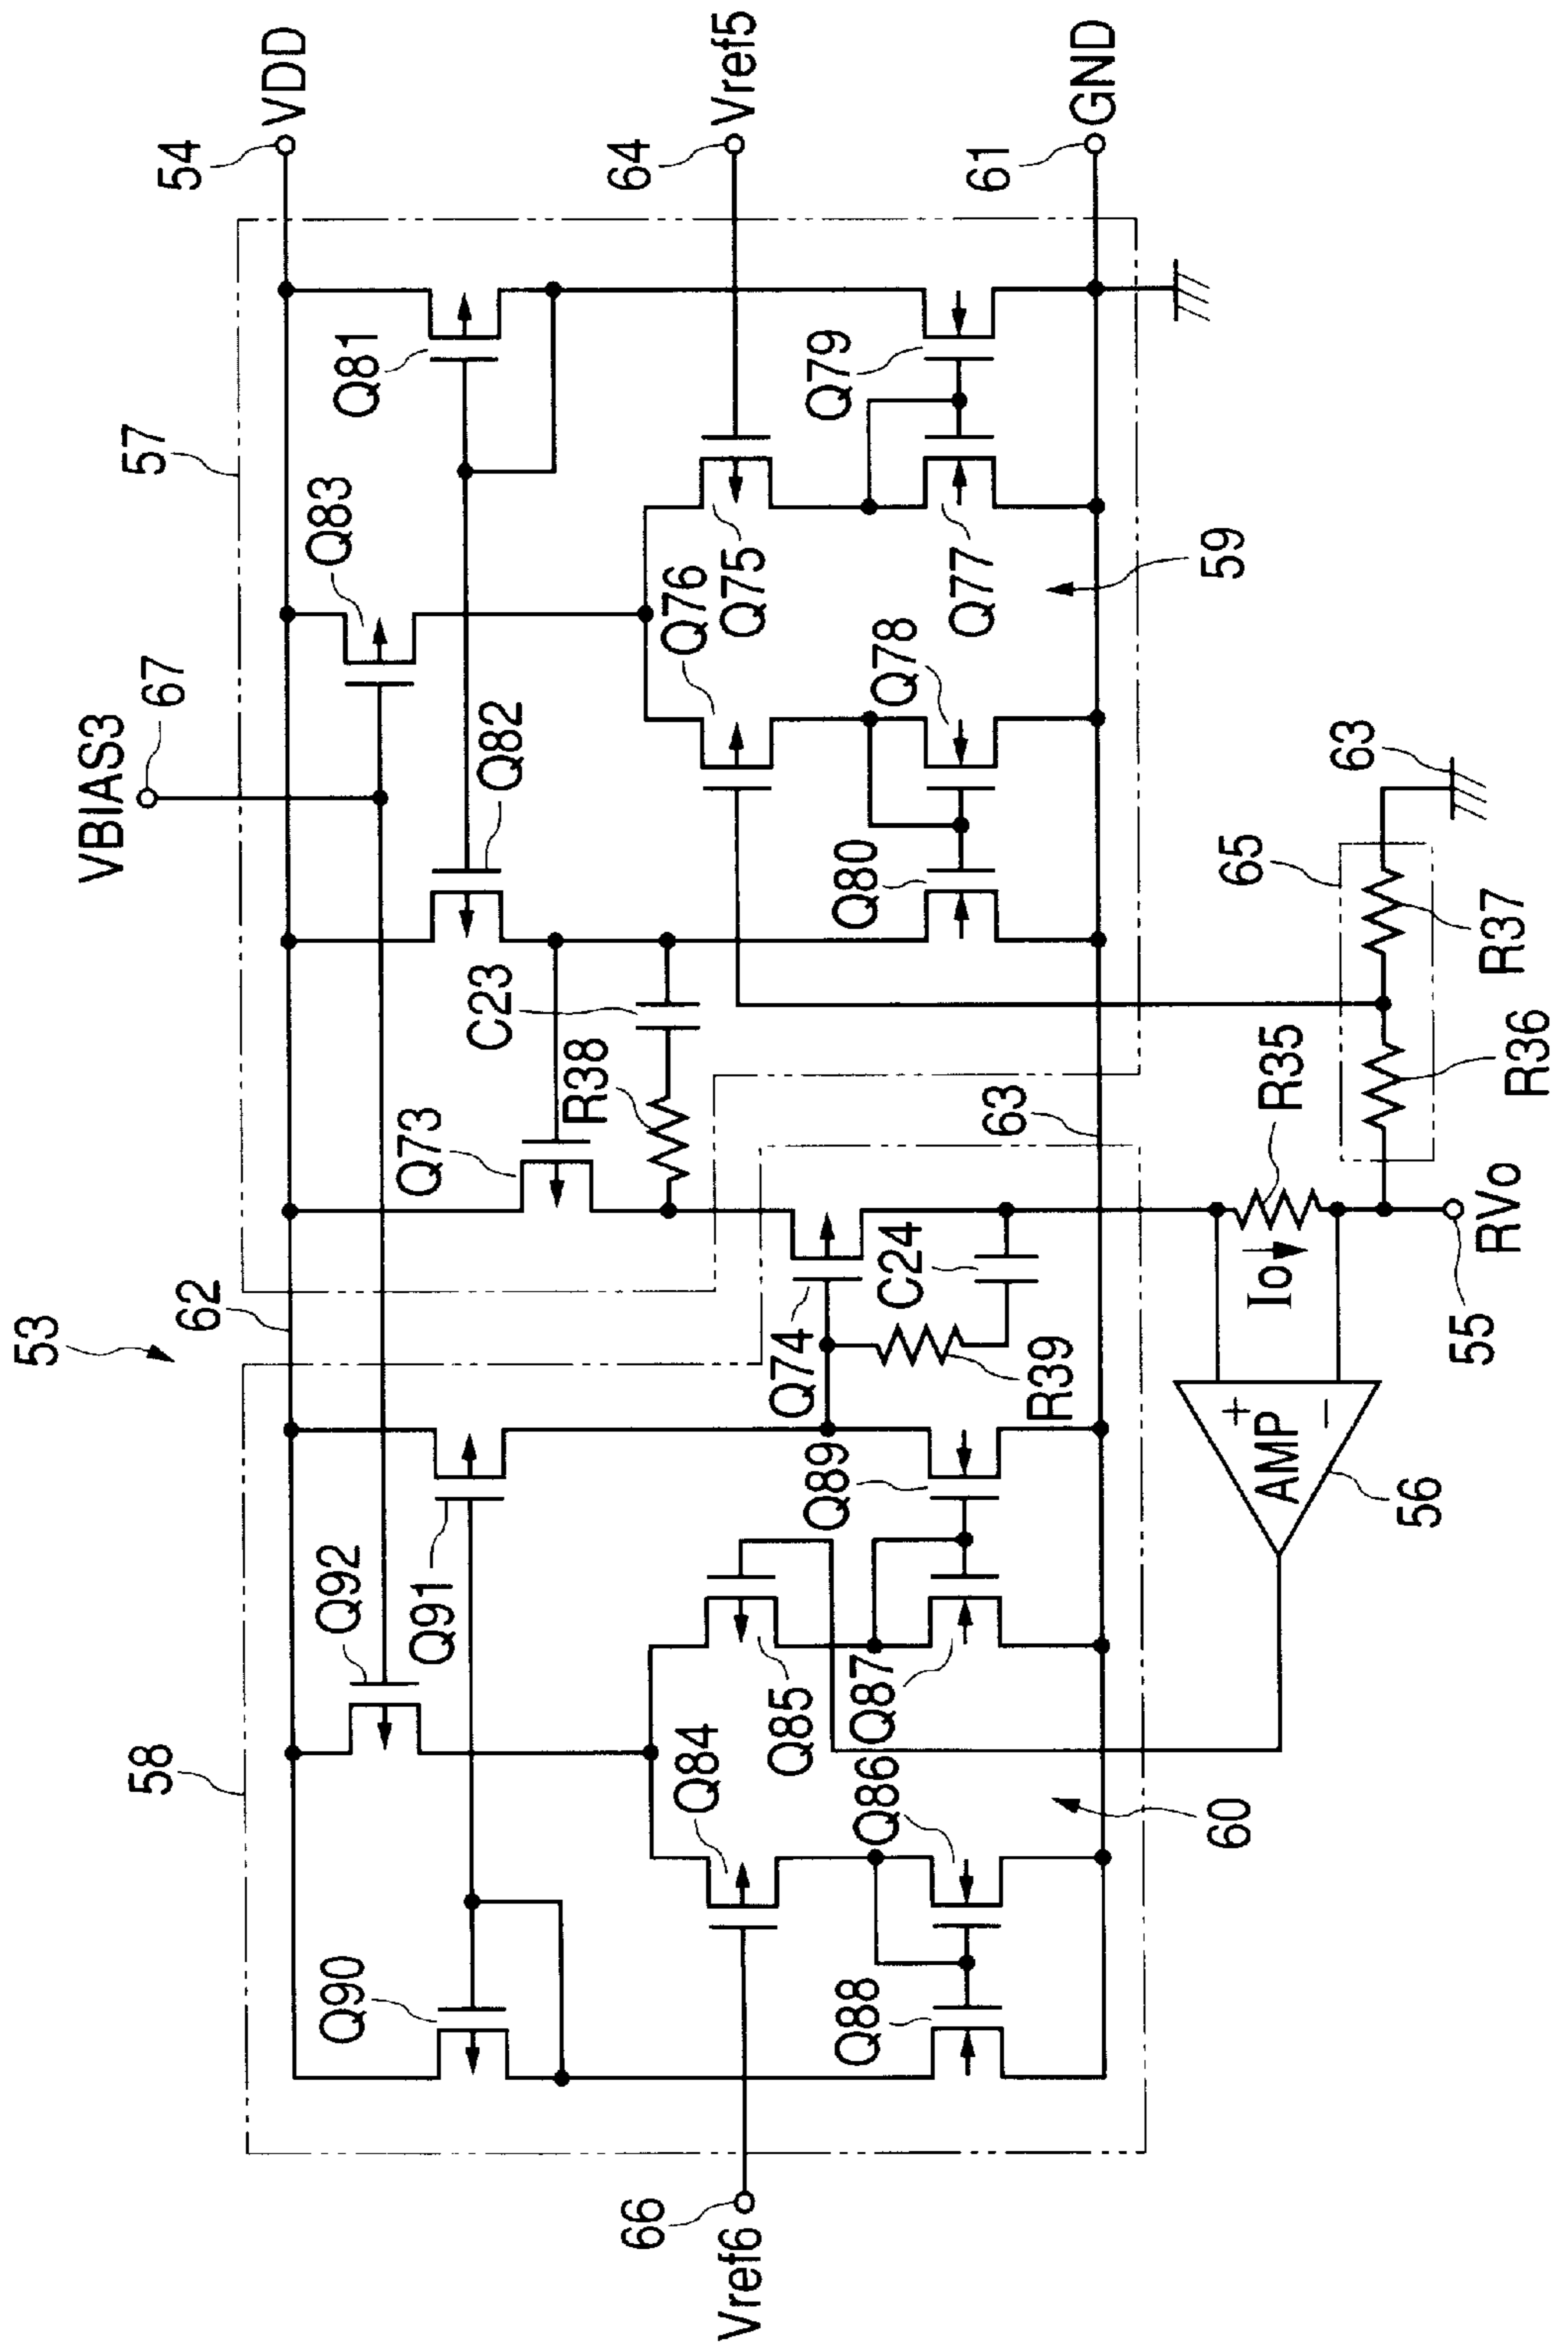 53
VBIAS3
67
58
62
57
54
VDD
Q92
Q83
Q90
Q91
Q73
Q82
Q81
C23
R38
66
Vref6
Q84
Q85
Q74
Q76
Q75
64
Vref5
Q88
Q86
Q87
Q89
C24
R39
Q80
Q78
Q77
Q79
63
61
GND
60
59
AMP
+
−
56
Io
R35
65
63
R36
R37
55
RVo